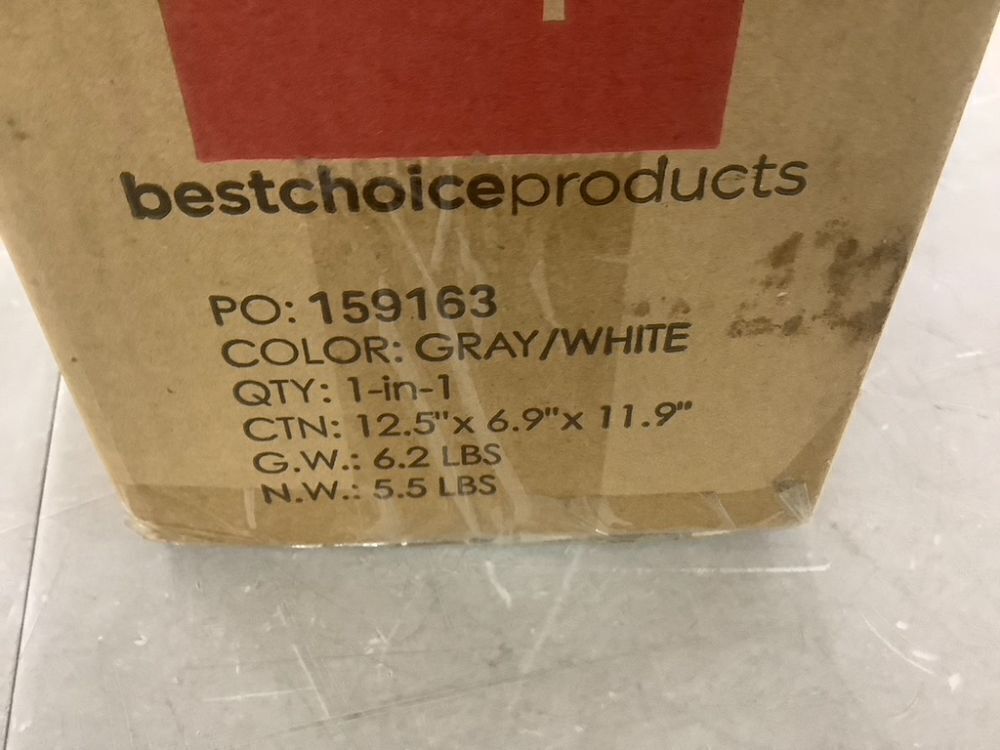 bestchoiceproducts
PO: 159163
COLOR: GRAY/WHITE
QTY: 1-in-1
CTN: 12.5"x 6.9"x 11.9"
G.W.: 6.2 LBS
N.W.: 5.5 LBS